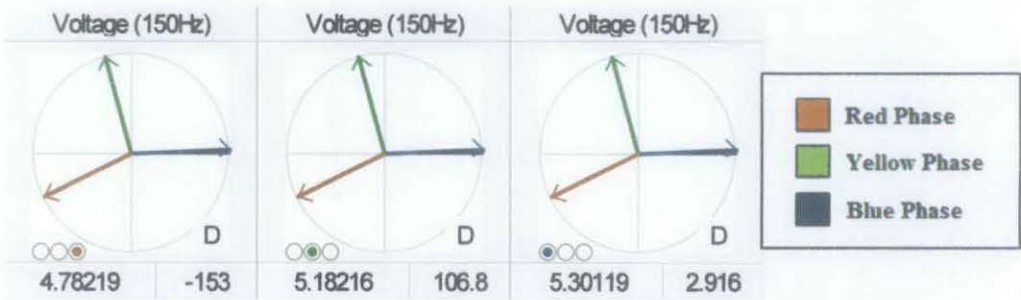 Voltage (150Hz) Voltage (150Hz) Voltage (150Hz)
D D D
4.78219 -153 5.18216 106.8 5.30119 2.916
Red Phase
Yellow Phase
Blue Phase